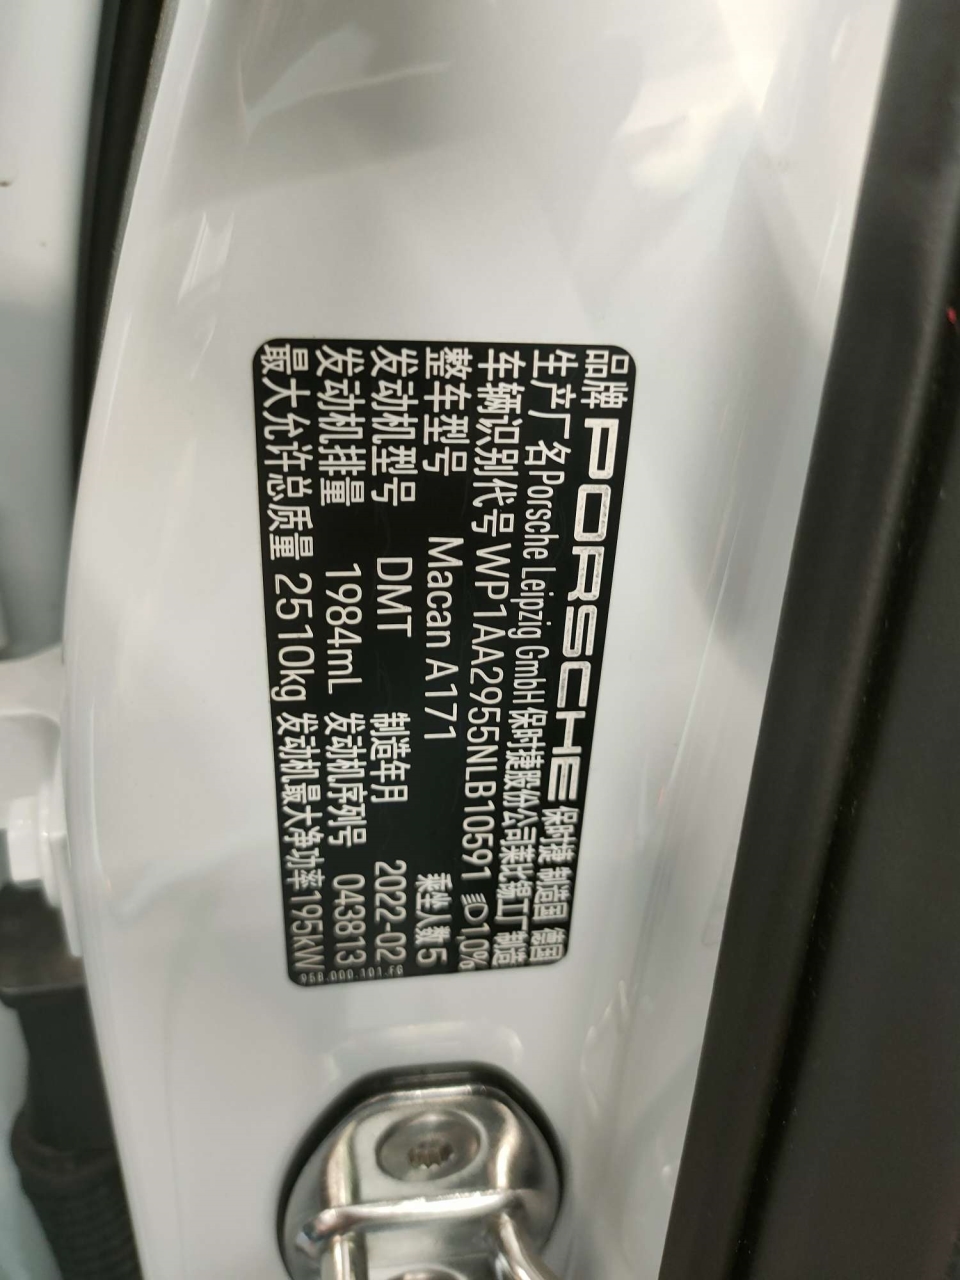 品牌 PORSCHE 保时捷 制造国 德国
生产厂名 Porsche Leipzig GmbH 保时捷股份公司莱比锡工厂 制造
车辆识别代号 WP1AA2955NLB10591 1,0%
整车型号 Macan A171 乘坐人数 5
发动机型号 DMT 制造年月 2022-02
发动机排量 1984mL 发动机序列号 043813
最大允许总质量 2510kg 发动机最大净功率 195kW
95B.000.101.FG